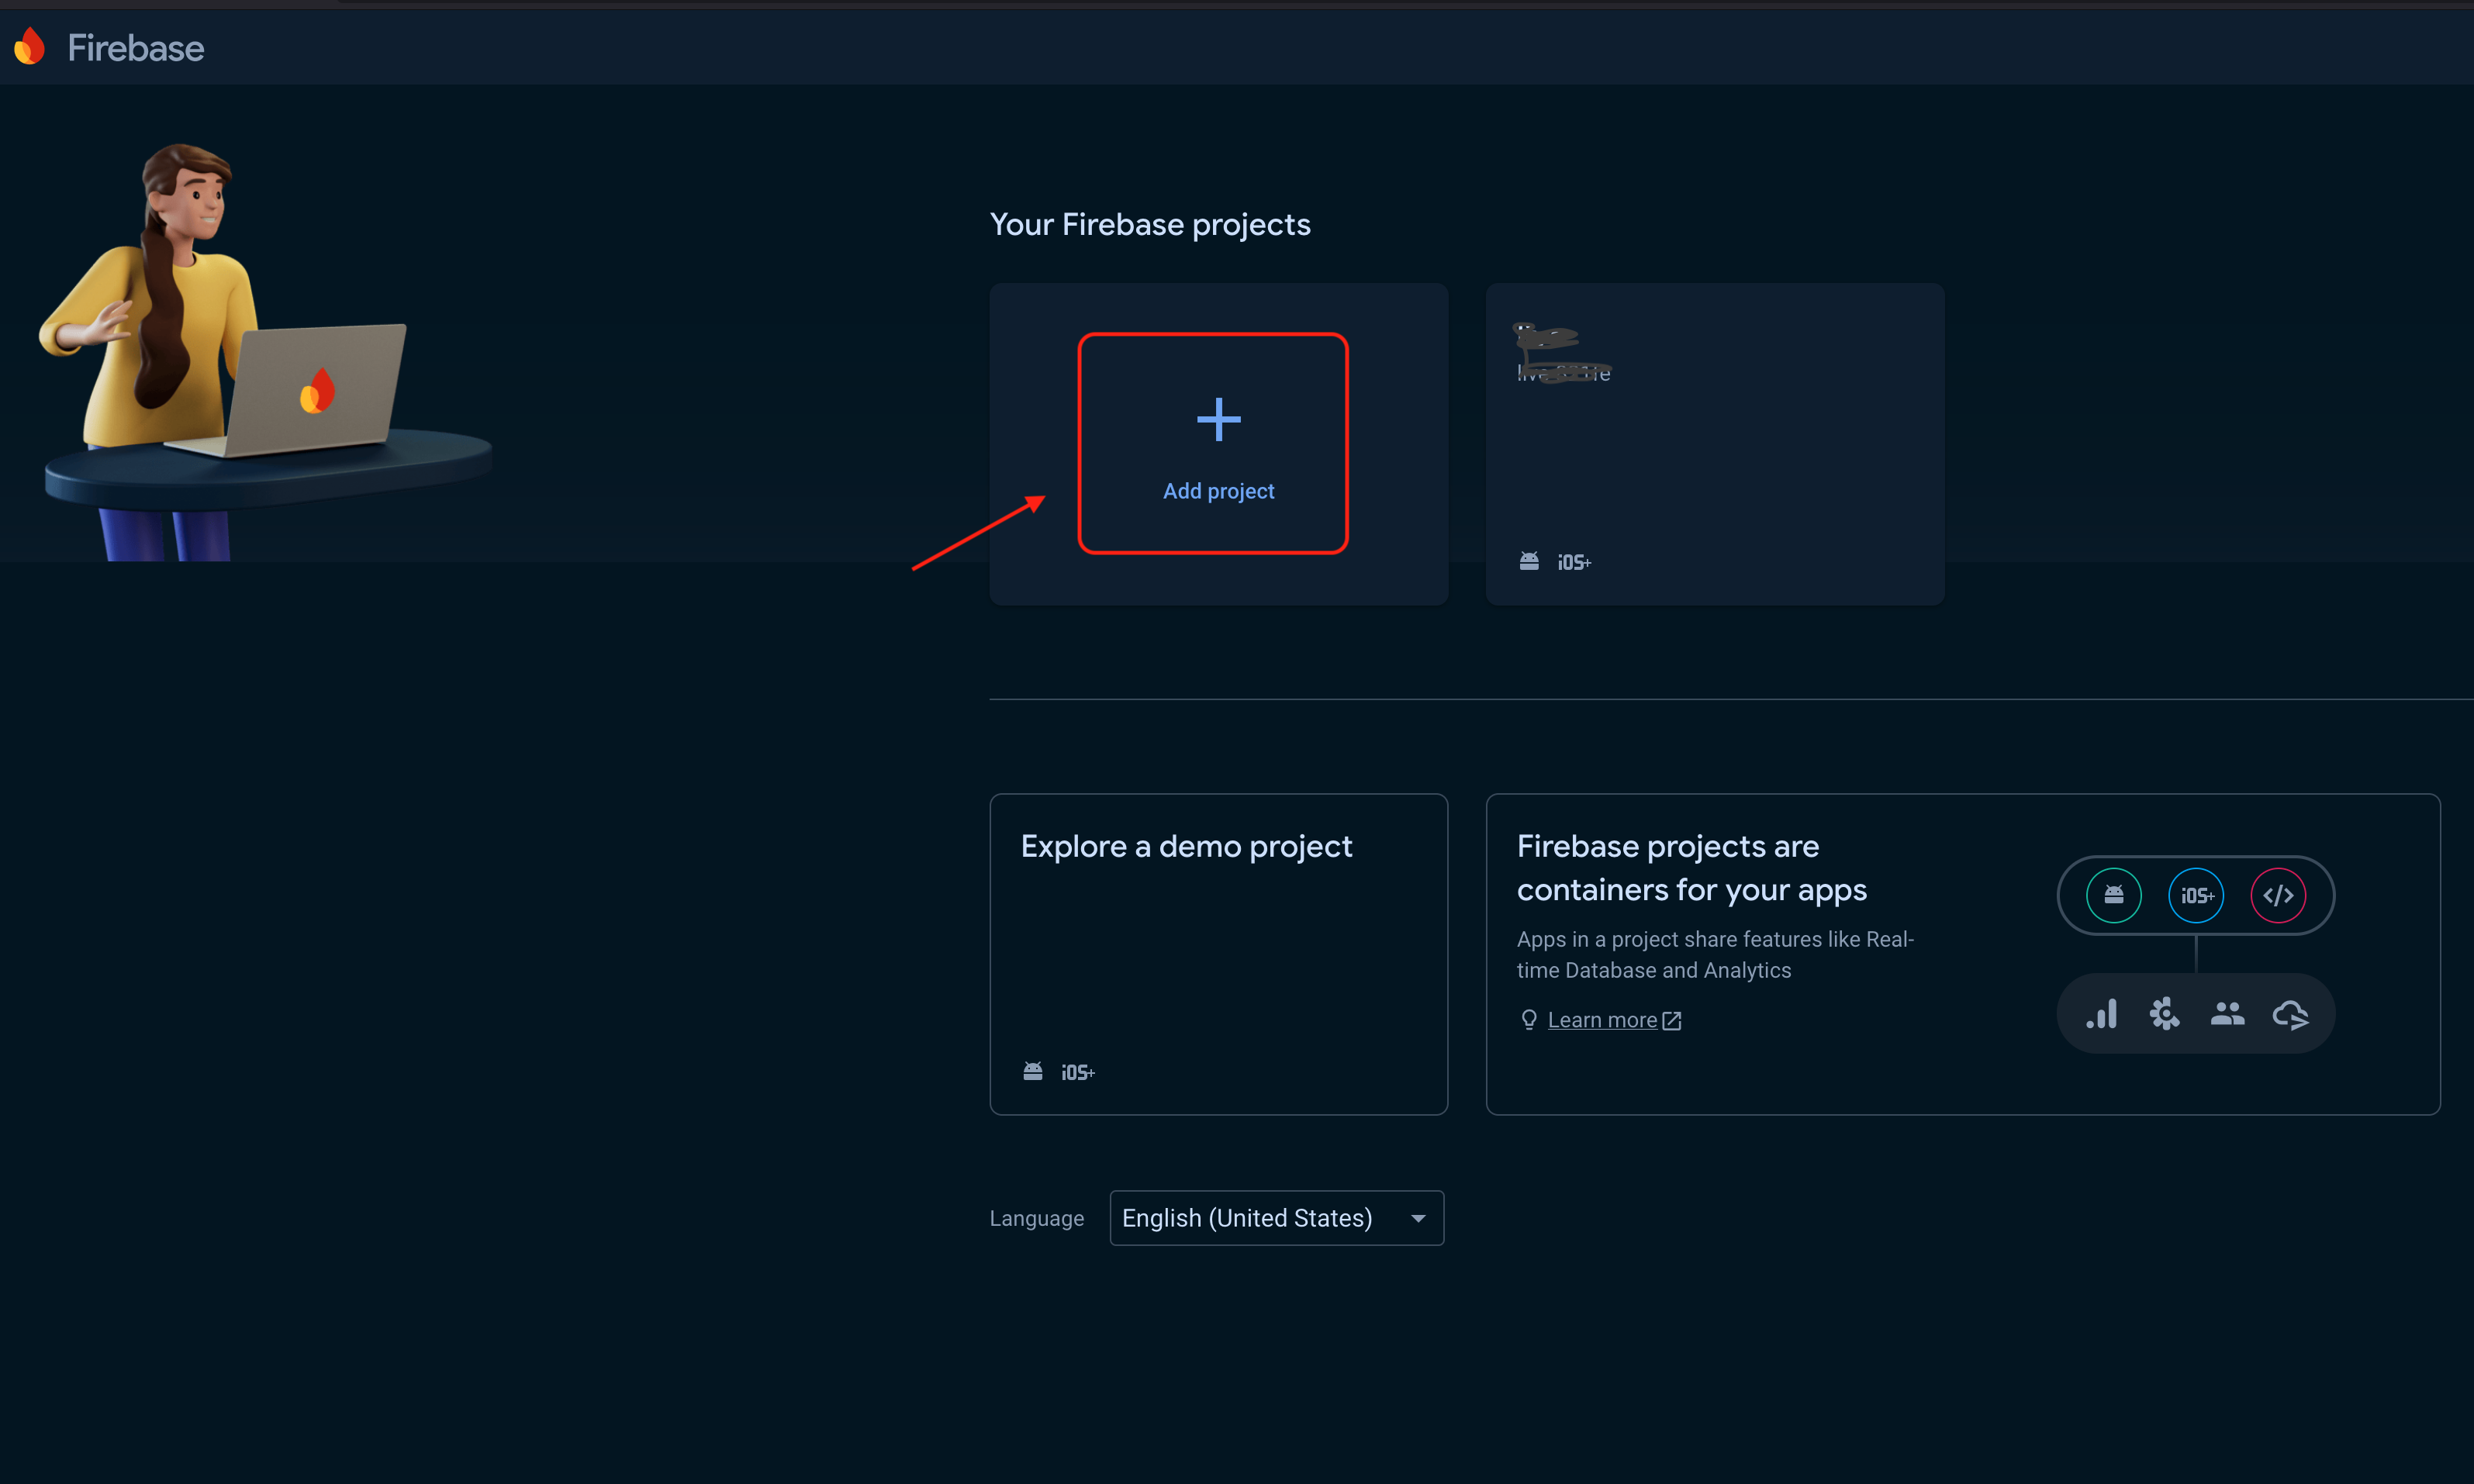 Firebase
Your Firebase projects
Add project
iOS+
Explore a demo project
iOS+
Firebase projects are
containers for your apps
Apps in a project share features like Real-
time Database and Analytics
Learn more
iOS+
</>
Language
English (United States)